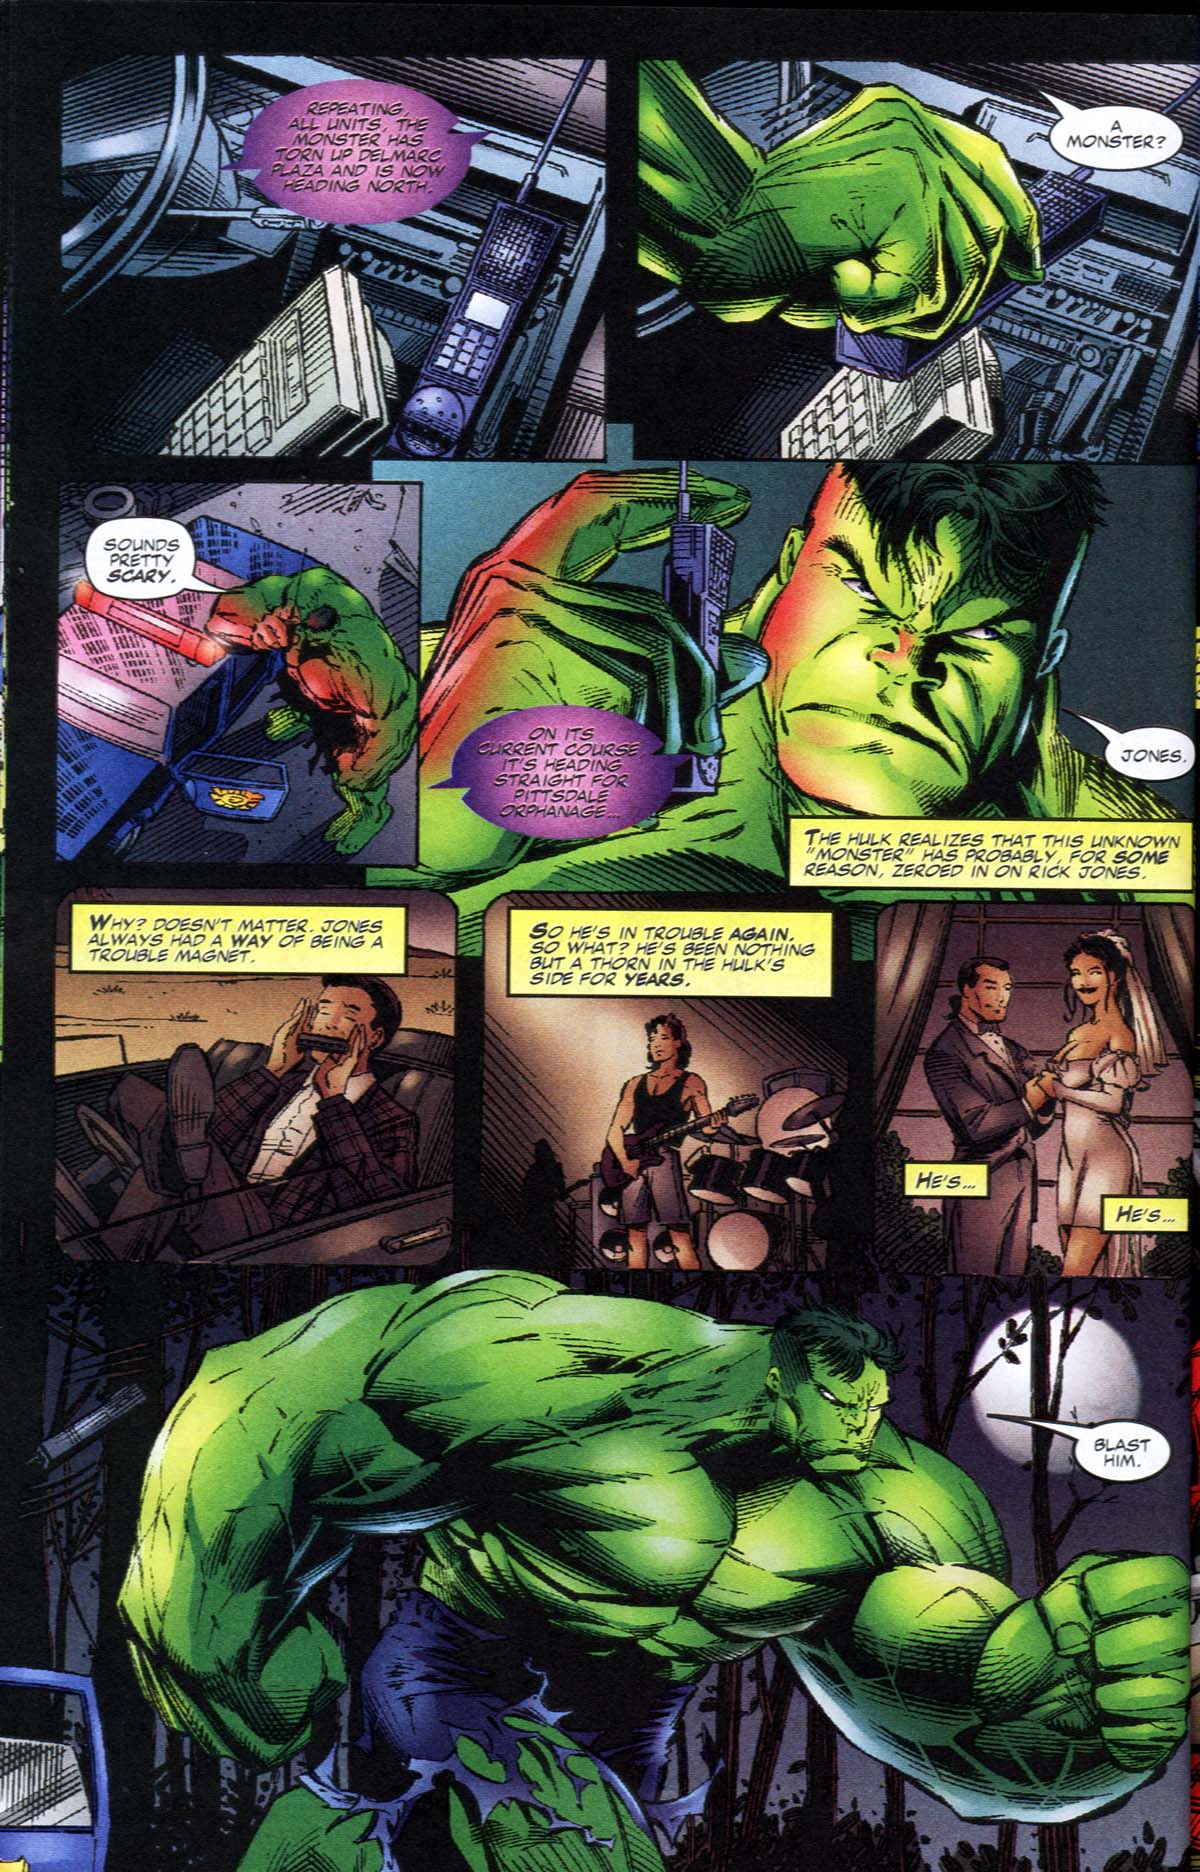 REPEATING,
ALL UNITS, THE
MONSTER HAS
TORN UP DELMARC
PLAZA AND IS NOW
HEADING NORTH.
A
MONSTER?
SOUNDS
PRETTY
SCARY.
ON ITS
CURRENT COURSE,
IT'S HEADING
STRAIGHT FOR
PITTSDALE
ORPHANAGE...
JONES.
THE HULK REALIZES THAT THIS UNKNOWN
"MONSTER" HAS PROBABLY, FOR SOME
REASON, ZEROED IN ON RICK JONES.
WHY? DOESN'T MATTER. JONES
ALWAYS HAD A WAY OF BEING A
TROUBLE MAGNET.
SO HE'S IN TROUBLE AGAIN.
SO WHAT? HE'S BEEN NOTHING
BUT A THORN IN THE HULK'S
SIDE FOR YEARS.
HE'S...
HE'S...
BLAST
HIM.